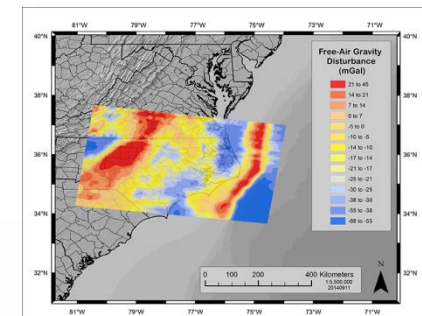 81°W 79°W 77°W 75°W 73°W 71°W
40°N 40°N
38°N 38°N
36°N 36°N
34°N 34°N
32°N 32°N
Free-Air Gravity
Disturbance
(mGal)
21 to 45
14 to 21
7 to 14
0 to 7
-5 to 0
-10 to -5
-14 to -10
-17 to -14
-21 to -17
-25 to -21
-30 to -25
-38 to -30
-55 to -38
-88 to -55
N
0 100 200 400 Kilometers
1:5,500,000
20140911
81°W 79°W 77°W 75°W 73°W 71°W